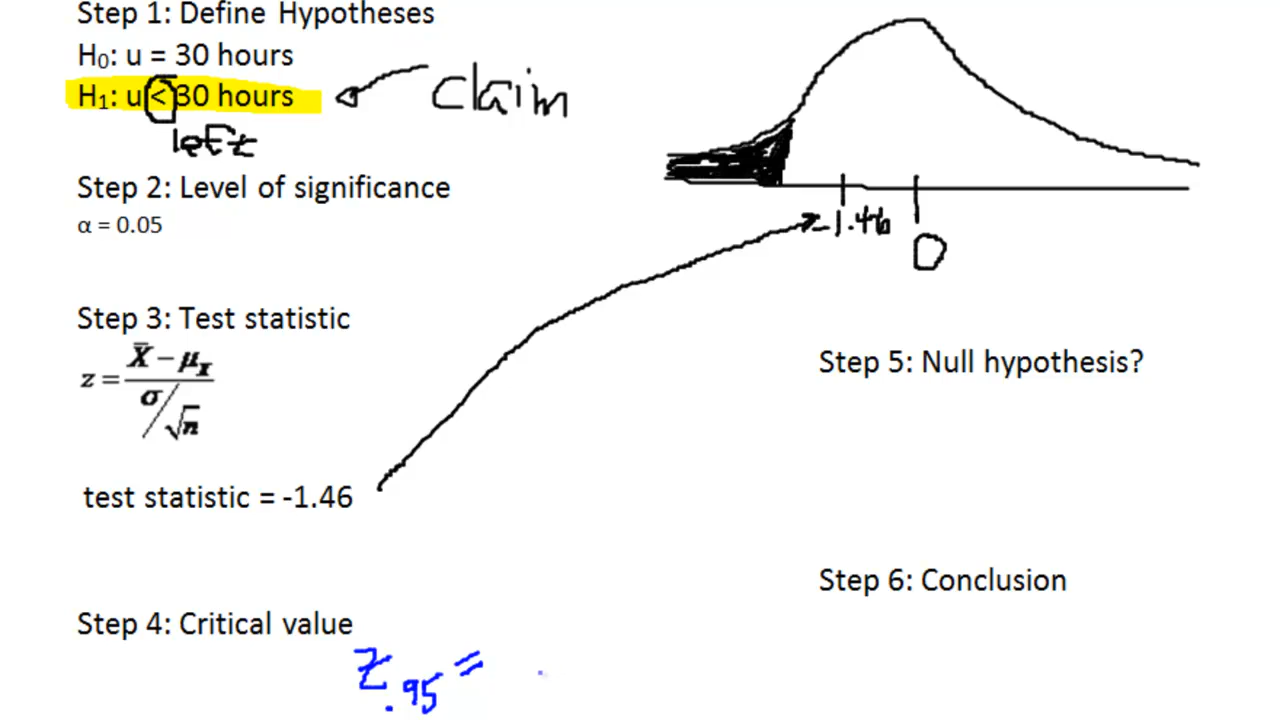 Step 1: Define Hypotheses
H₀: u = 30 hours
H₁: u < 30 hours
claim
left
Step 2: Level of significance
α = 0.05
-1.46
0
Step 3: Test statistic
z = (X̄ − μ_X̄) / (σ/√n)
test statistic = -1.46
Step 4: Critical value
z.95 =
Step 5: Null hypothesis?
Step 6: Conclusion